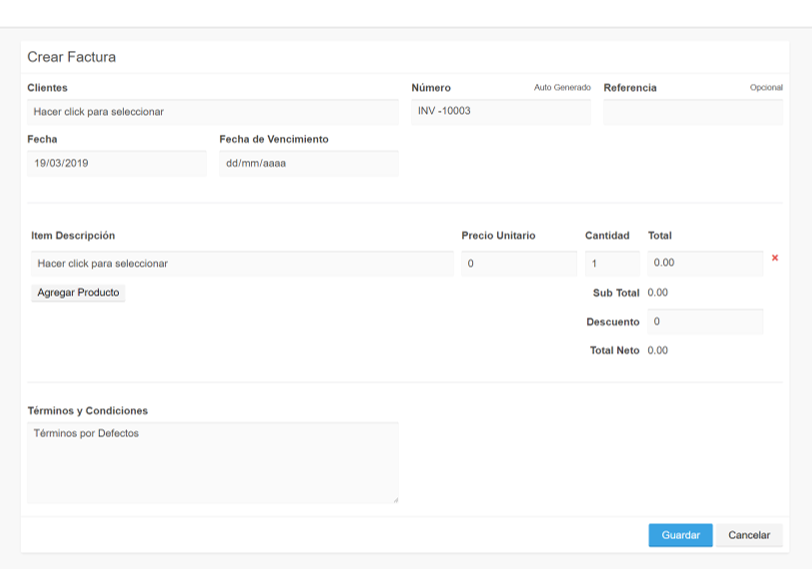 Crear Factura
Clientes
Número Auto Generado
Referencia Opcional
Hacer click para seleccionar
INV -10003
Fecha
Fecha de Vencimiento
19/03/2019
dd/mm/aaaa
Item Descripción Precio Unitario Cantidad Total
Hacer click para seleccionar 0 1 0.00 ×
Agregar Producto
Sub Total 0.00
Descuento 0
Total Neto 0.00
Términos y Condiciones
Términos por Defectos
Guardar Cancelar